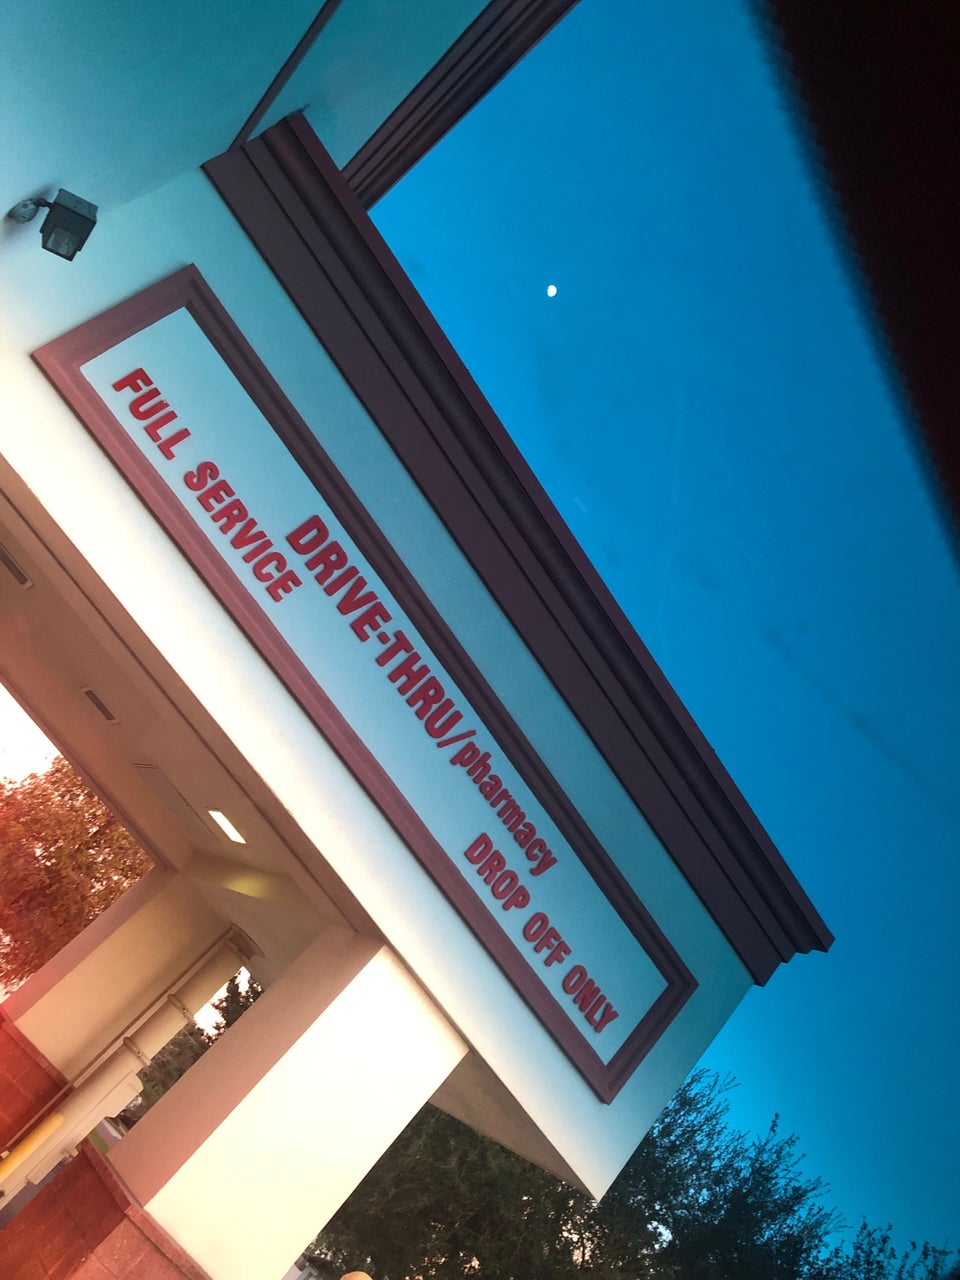 DRIVE-THRU/pharmacy
FULL SERVICE DROP OFF ONLY